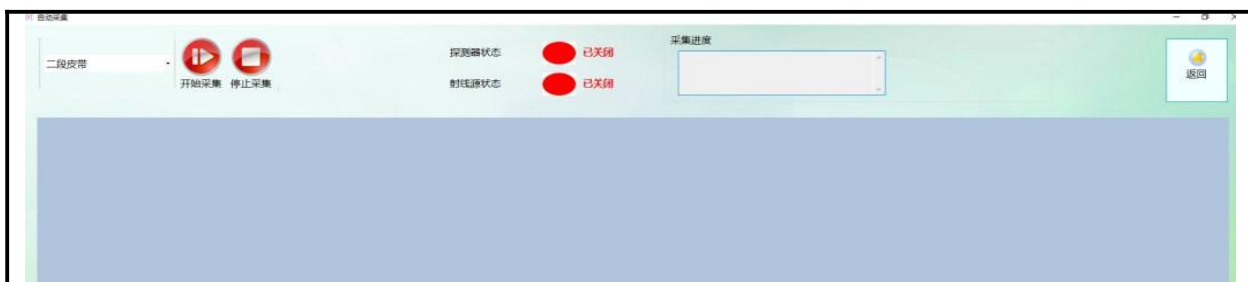 自动采集
二段皮带
开始采集 停止采集
探测器状态 已关闭
射线源状态 已关闭
采集进度
返回